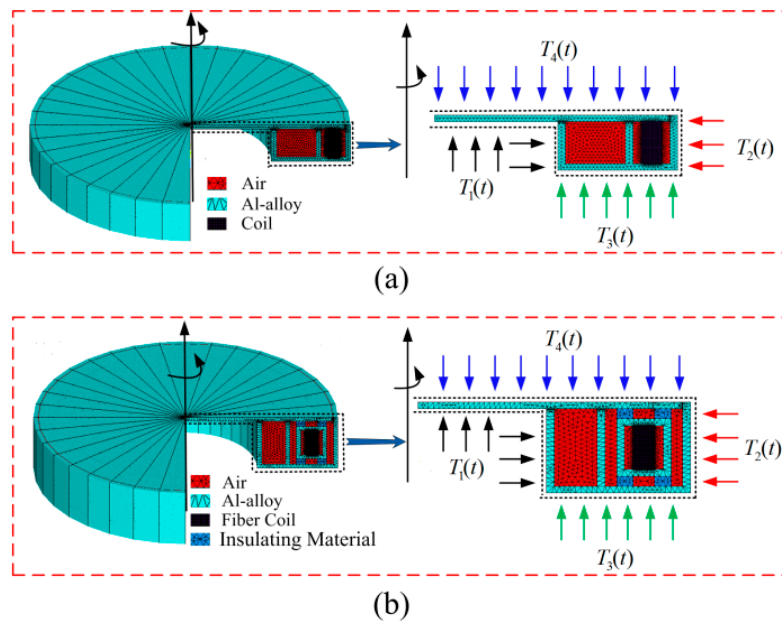 T4(t)
T2(t)
T1(t)
T3(t)
Air
Al-alloy
Coil
(a)
T4(t)
T2(t)
T1(t)
T3(t)
Air
Al-alloy
Fiber Coil
Insulating Material
(b)